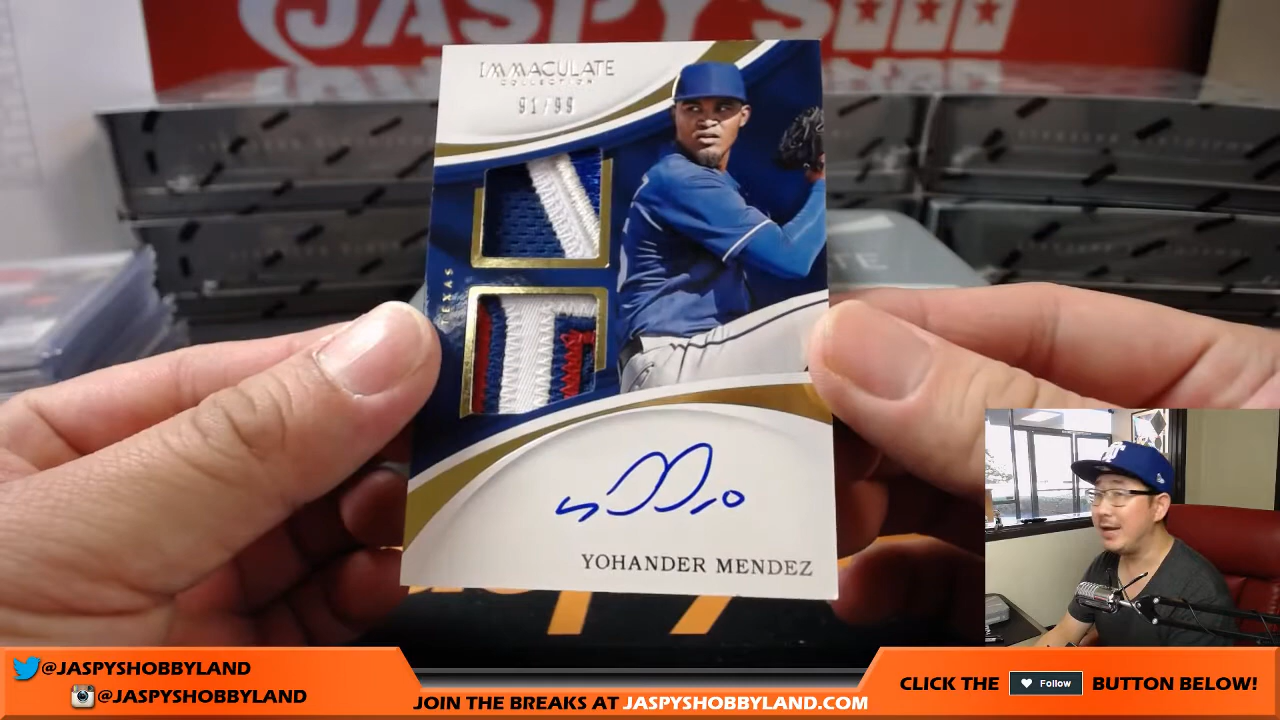 JASPY'S
IMMACULATE
COLLECTION
91/99
TEXAS
YOHANDER MENDEZ
@JASPYSHOBBYLAND
@JASPYSHOBBYLAND
JOIN THE BREAKS AT JASPYSHOBBYLAND.COM
CLICK THE Follow BUTTON BELOW!